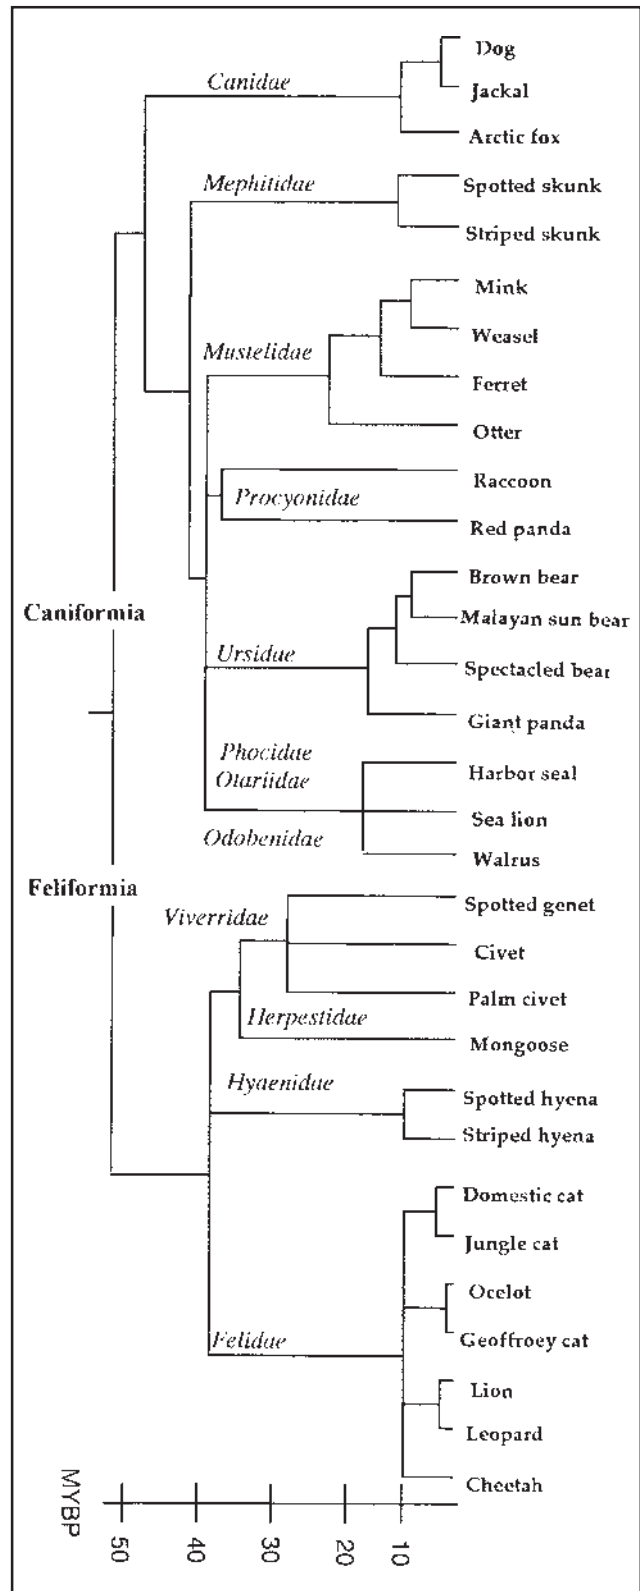 Dog
Canidae
Jackal
Arctic fox
Mephitidae
Spotted skunk
Striped skunk
Mink
Weasel
Mustelidae
Ferret
Otter
Raccoon
Procyonidae
Red panda
Brown bear
Caniformia
Malayan sun bear
Ursidae
Spectacled bear
Giant panda
Phocidae
Otariidae
Harbor seal
Sea lion
Odobenidae
Walrus
Feliformia
Spotted genet
Viverridae
Civet
Palm civet
Herpestidae
Mongoose
Hyaenidae
Spotted hyena
Striped hyena
Domestic cat
Jungle cat
Ocelot
Geoffroey cat
Felidae
Lion
Leopard
Cheetah
MYBP
50 40 30 20 10